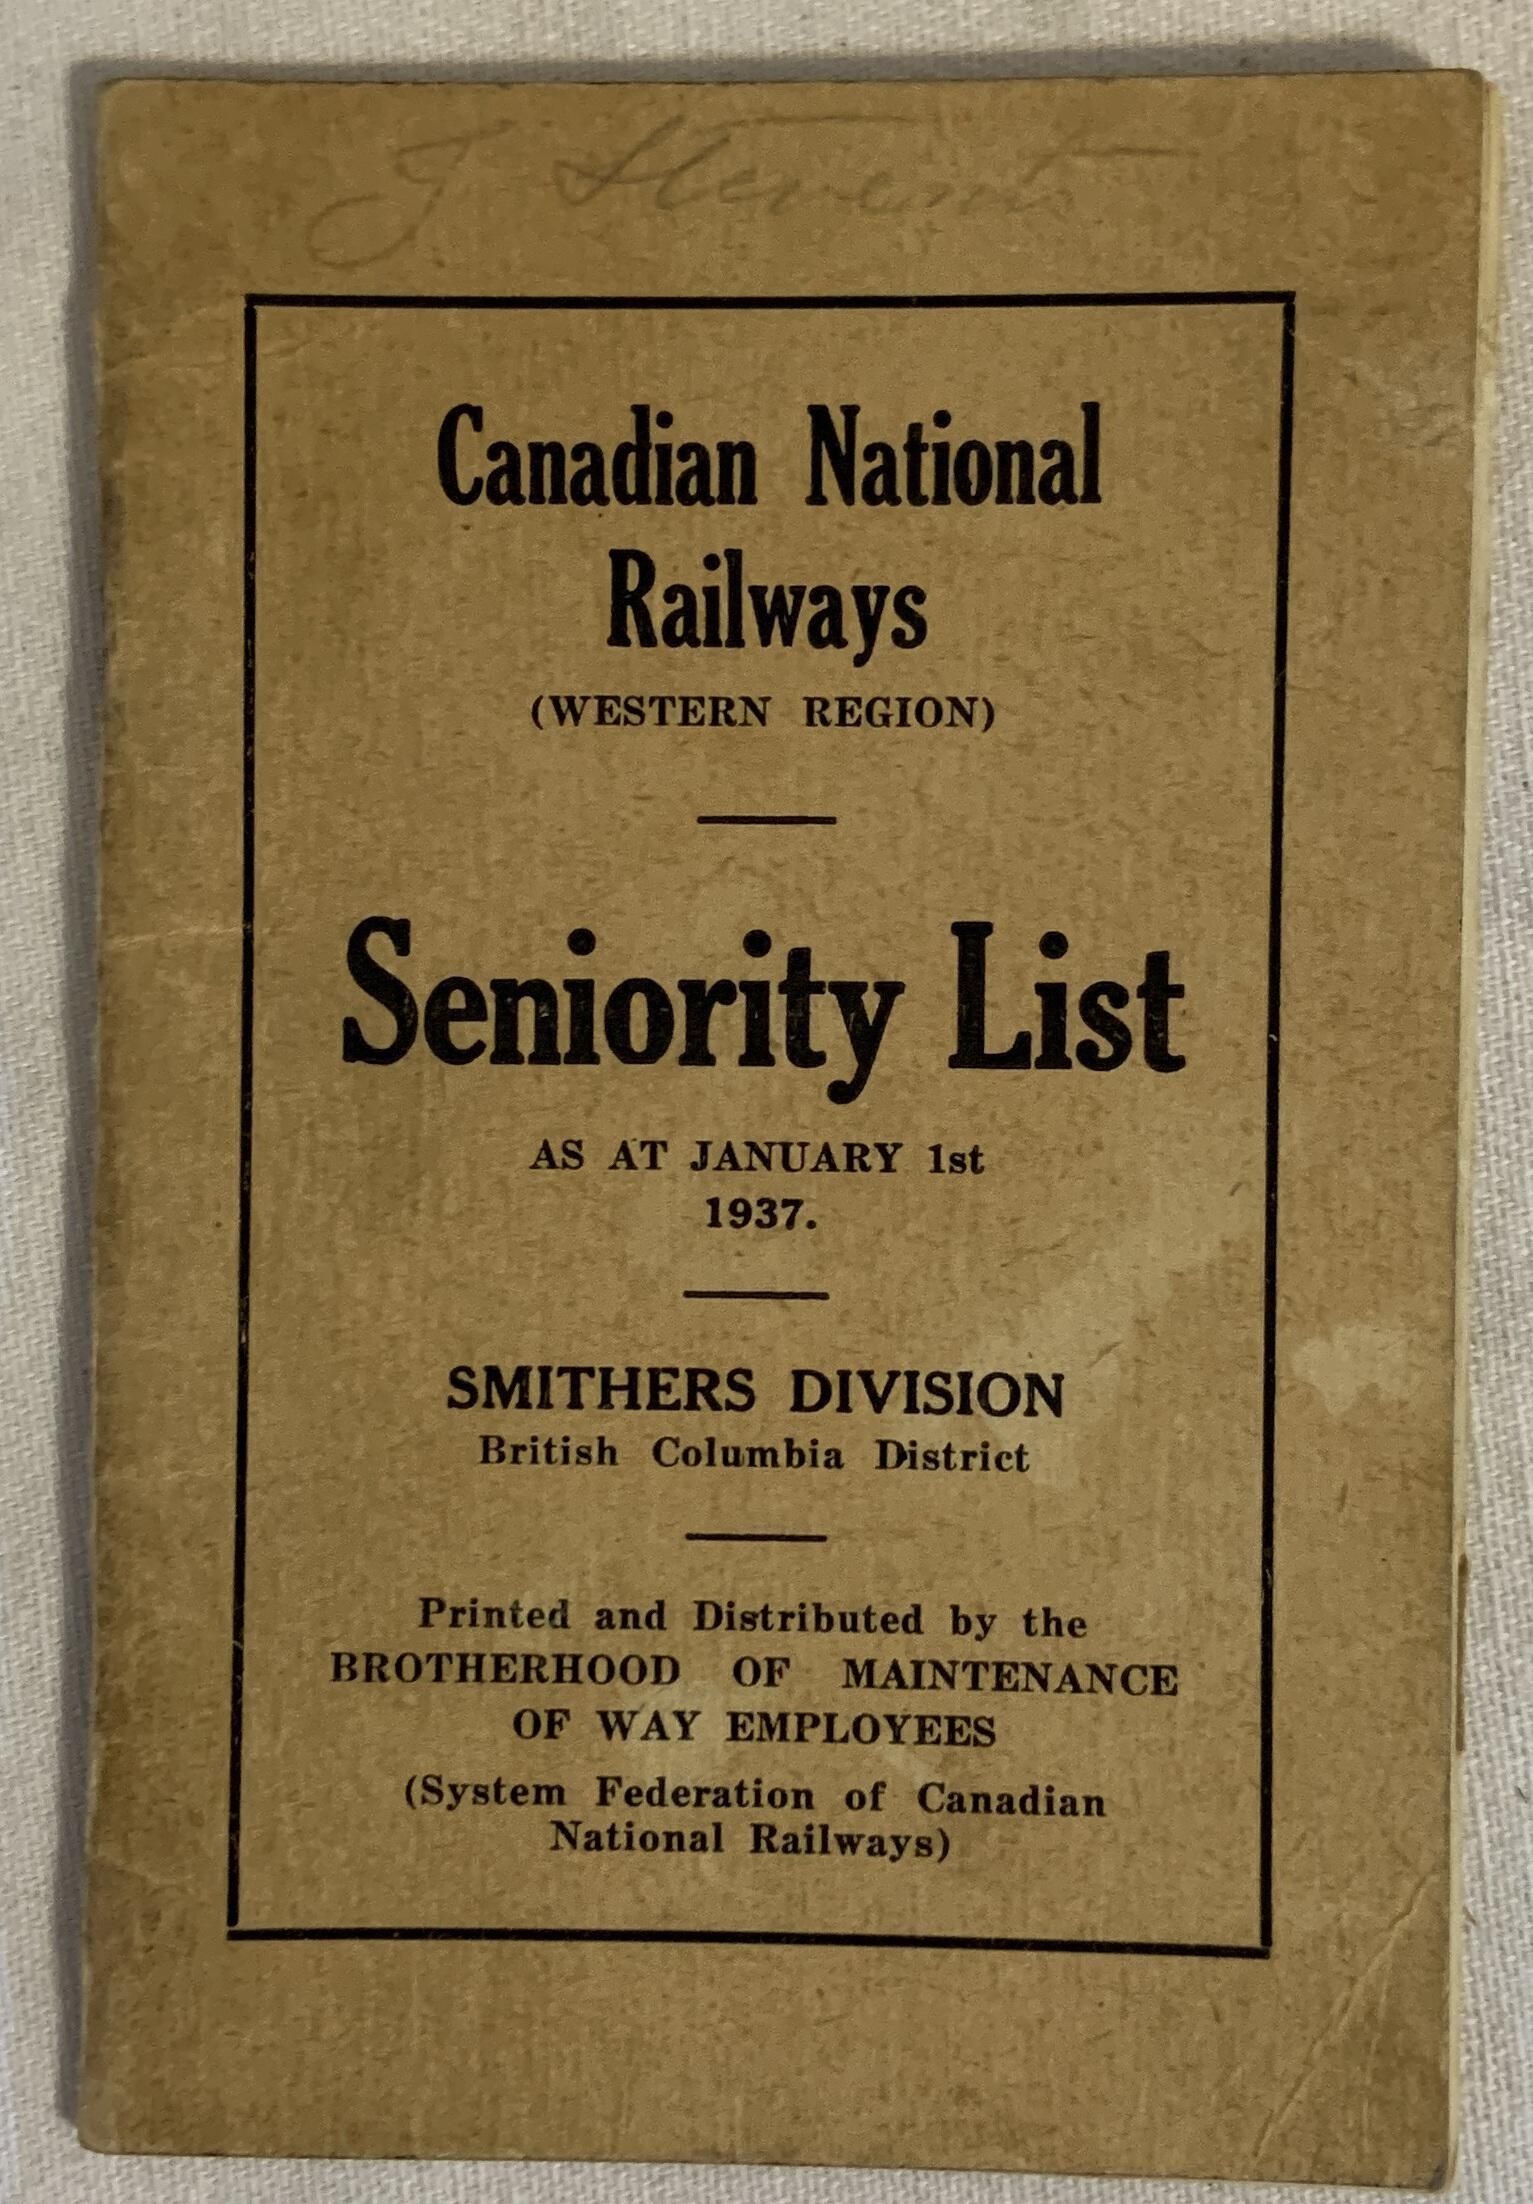 J Stevens
Canadian National
Railways
(WESTERN REGION)
Seniority List
AS AT JANUARY 1st
1937.
SMITHERS DIVISION
British Columbia District
Printed and Distributed by the
BROTHERHOOD OF MAINTENANCE
OF WAY EMPLOYEES
(System Federation of Canadian
National Railways)